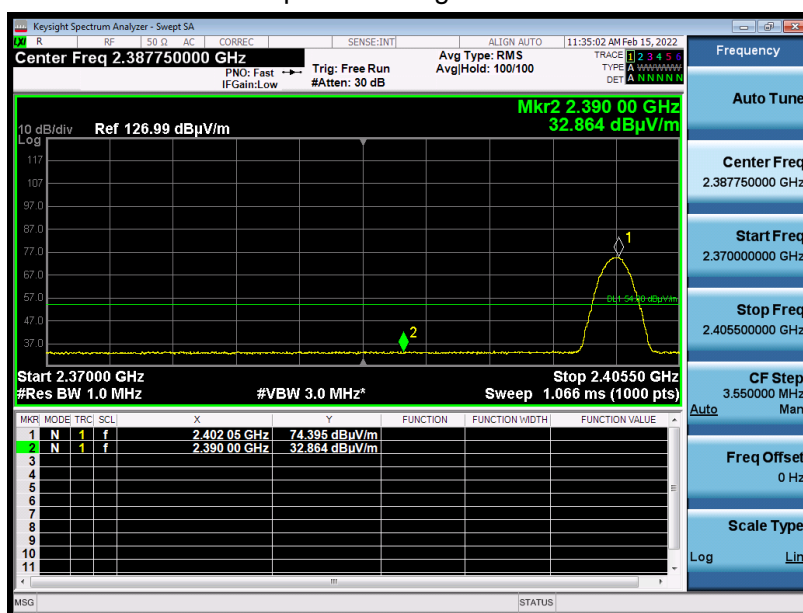 Keysight Spectrum Analyzer - Swept SA
LXI R RF 50 Ω AC CORREC SENSE:INT ALIGN AUTO 11:35:02 AM Feb 15, 2022
Center Freq 2.387750000 GHz
PNO: Fast
IFGain:Low
Trig: Free Run
#Atten: 30 dB
Avg Type: RMS
Avg|Hold: 100/100
TRACE 1 2 3 4 5 6
TYPE A WWWWW
DET A N N N N N
Mkr2 2.390 00 GHz
32.864 dBµV/m
10 dB/div Ref 126.99 dBµV/m
Log
117
107
97.0
87.0
77.0
67.0
57.0
47.0
37.0
1
2
DL1 54.00 dBµV/m
Start 2.37000 GHz Stop 2.40550 GHz
#Res BW 1.0 MHz #VBW 3.0 MHz* Sweep 1.066 ms (1000 pts)
MKR MODE TRC SCL X Y FUNCTION FUNCTION WIDTH FUNCTION VALUE
1 N 1 f 2.402 05 GHz 74.395 dBµV/m
2 N 1 f 2.390 00 GHz 32.864 dBµV/m
3
4
5
6
7
8
9
10
11
MSG STATUS
Frequency
Auto Tune
Center Freq
2.387750000 GHz
Start Freq
2.370000000 GHz
Stop Freq
2.405500000 GHz
CF Step
3.550000 MHz
Auto Man
Freq Offset
0 Hz
Scale Type
Log Lin